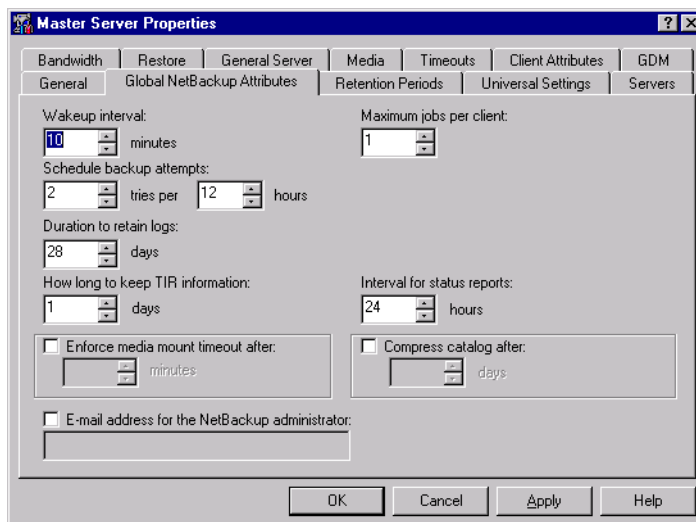 Master Server Properties
Bandwidth Restore General Server Media Timeouts Client Attributes GDM
General Global NetBackup Attributes Retention Periods Universal Settings Servers
Wakeup interval: Maximum jobs per client:
10 minutes 1
Schedule backup attempts:
2 tries per 12 hours
Duration to retain logs:
28 days
How long to keep TIR information: Interval for status reports:
1 days 24 hours
Enforce media mount timeout after: Compress catalog after:
minutes days
E-mail address for the NetBackup administrator:
OK Cancel Apply Help